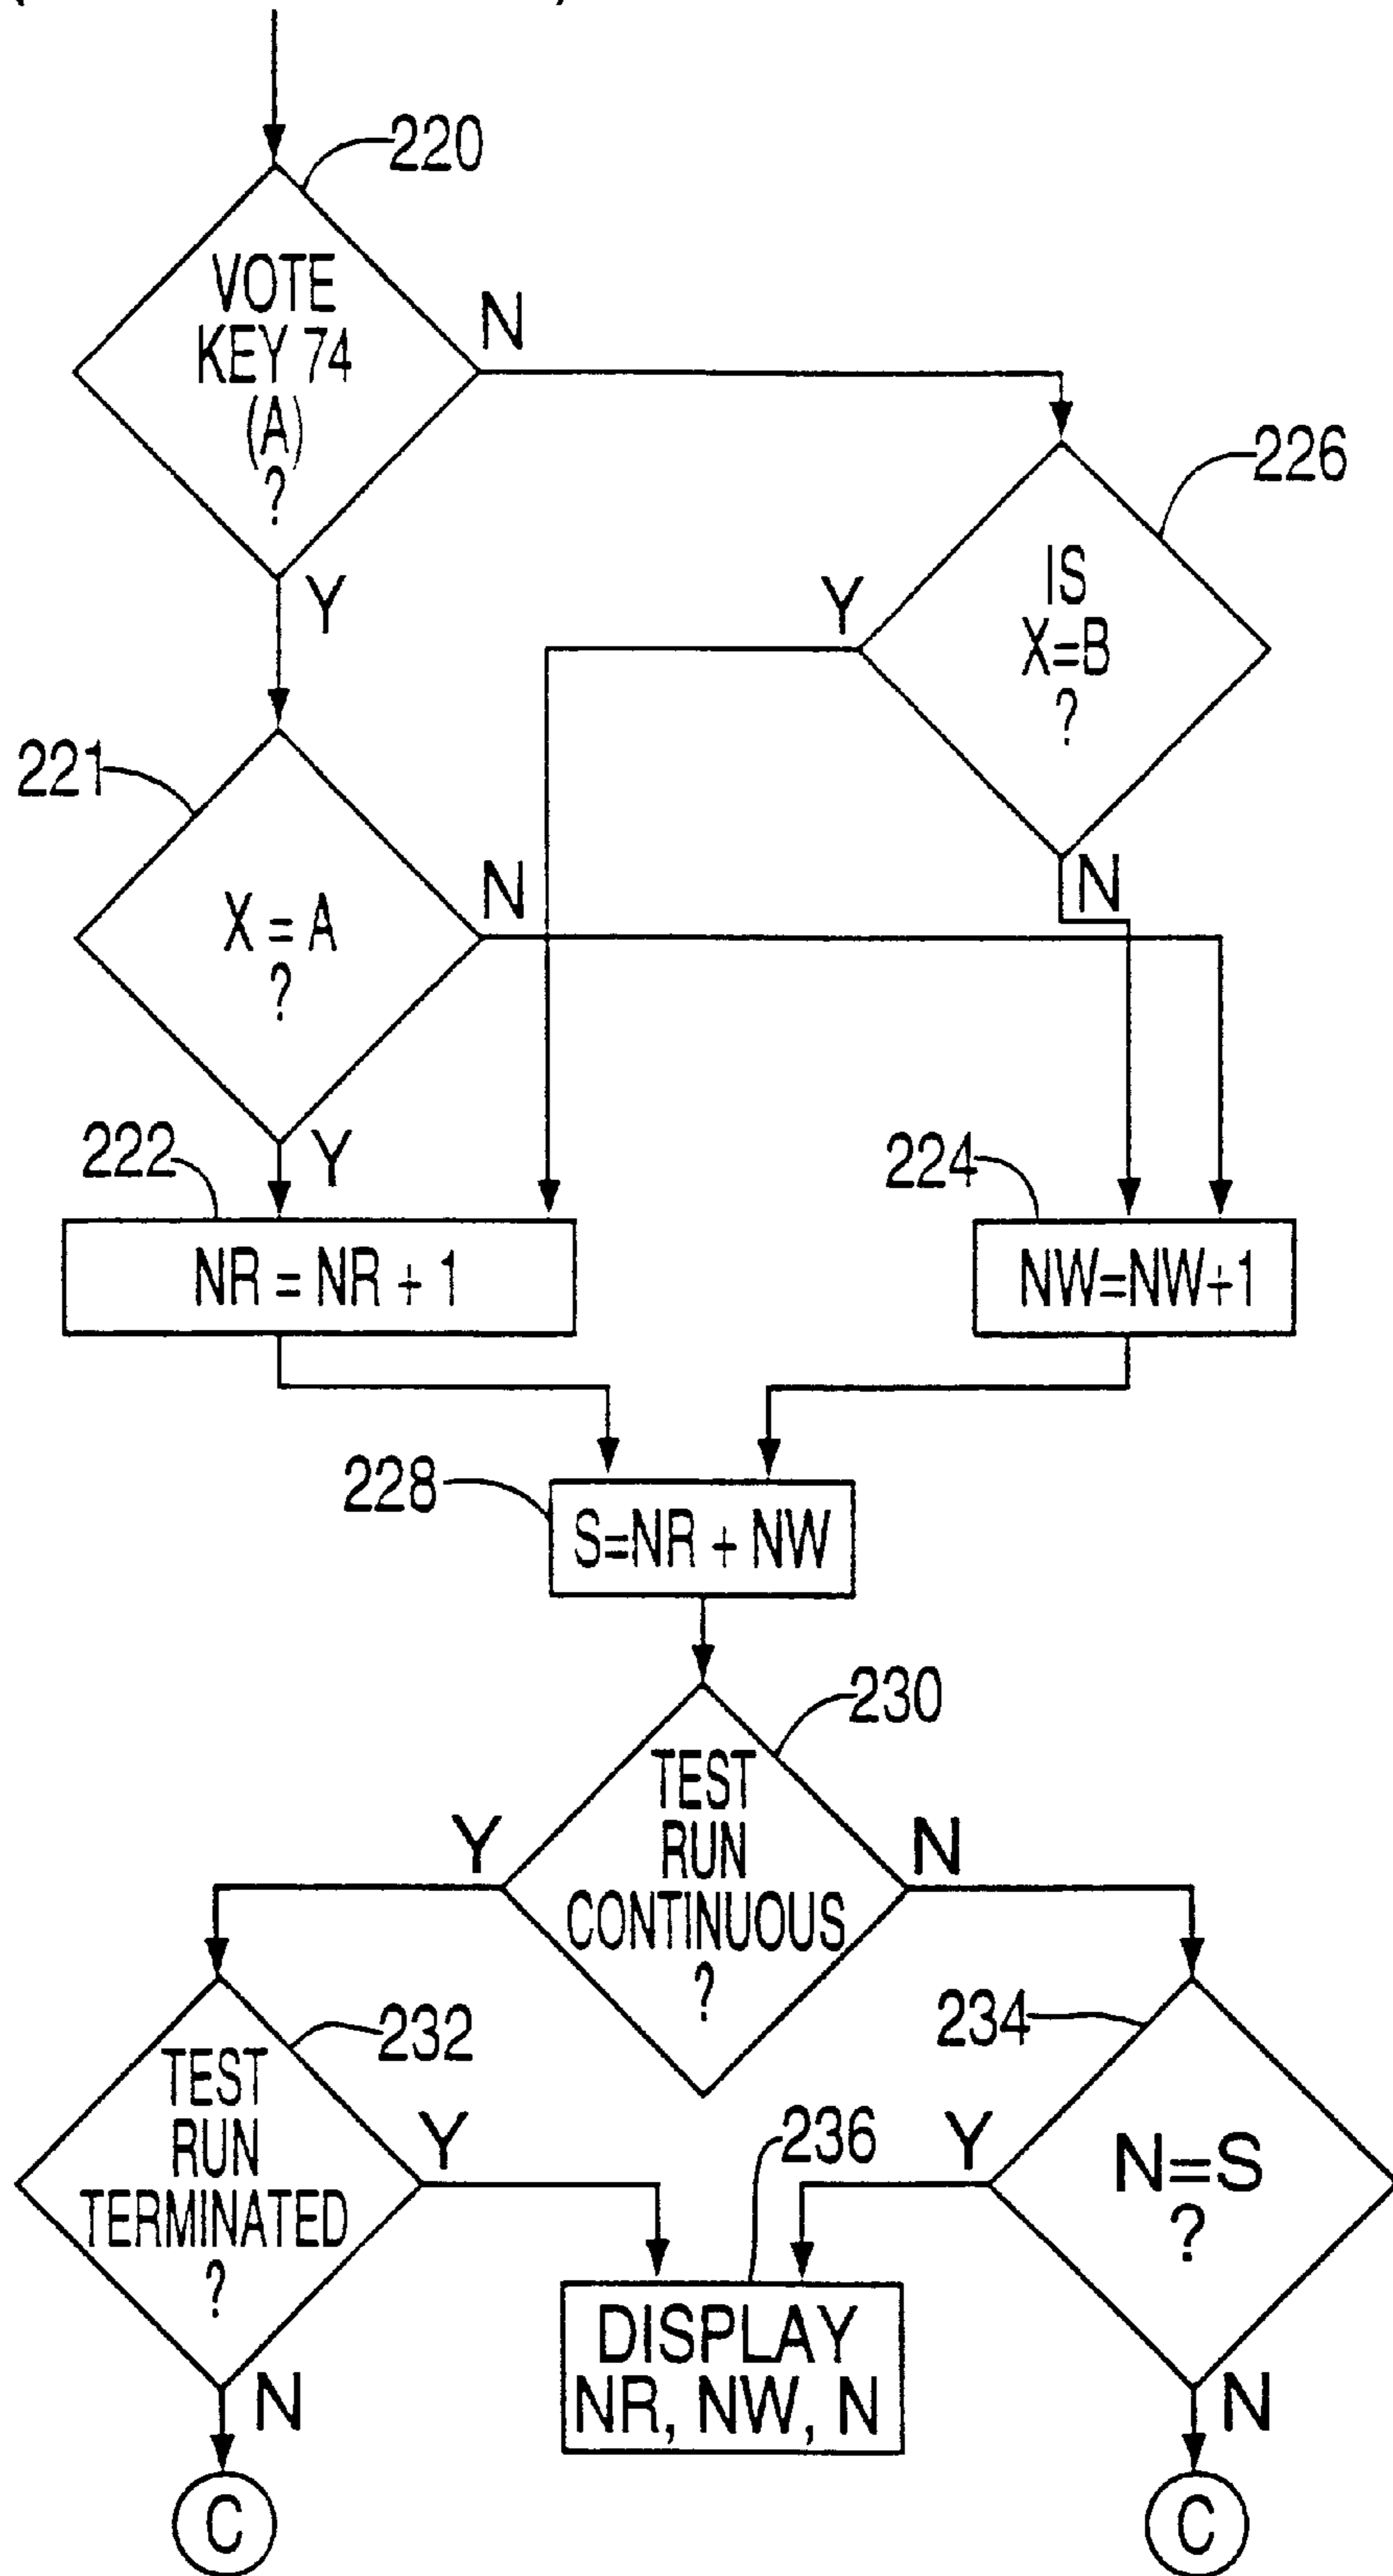 220
VOTE
KEY 74
(A)
?
N
Y
226
IS
X=B
?
Y
N
221
X = A
?
N
Y
222
NR = NR + 1
224
NW=NW+1
228
S=NR + NW
230
TEST
RUN
CONTINUOUS
?
Y
N
232
TEST
RUN
TERMINATED
?
Y
N
234
N=S
?
Y
N
236
DISPLAY
NR, NW, N
C
C